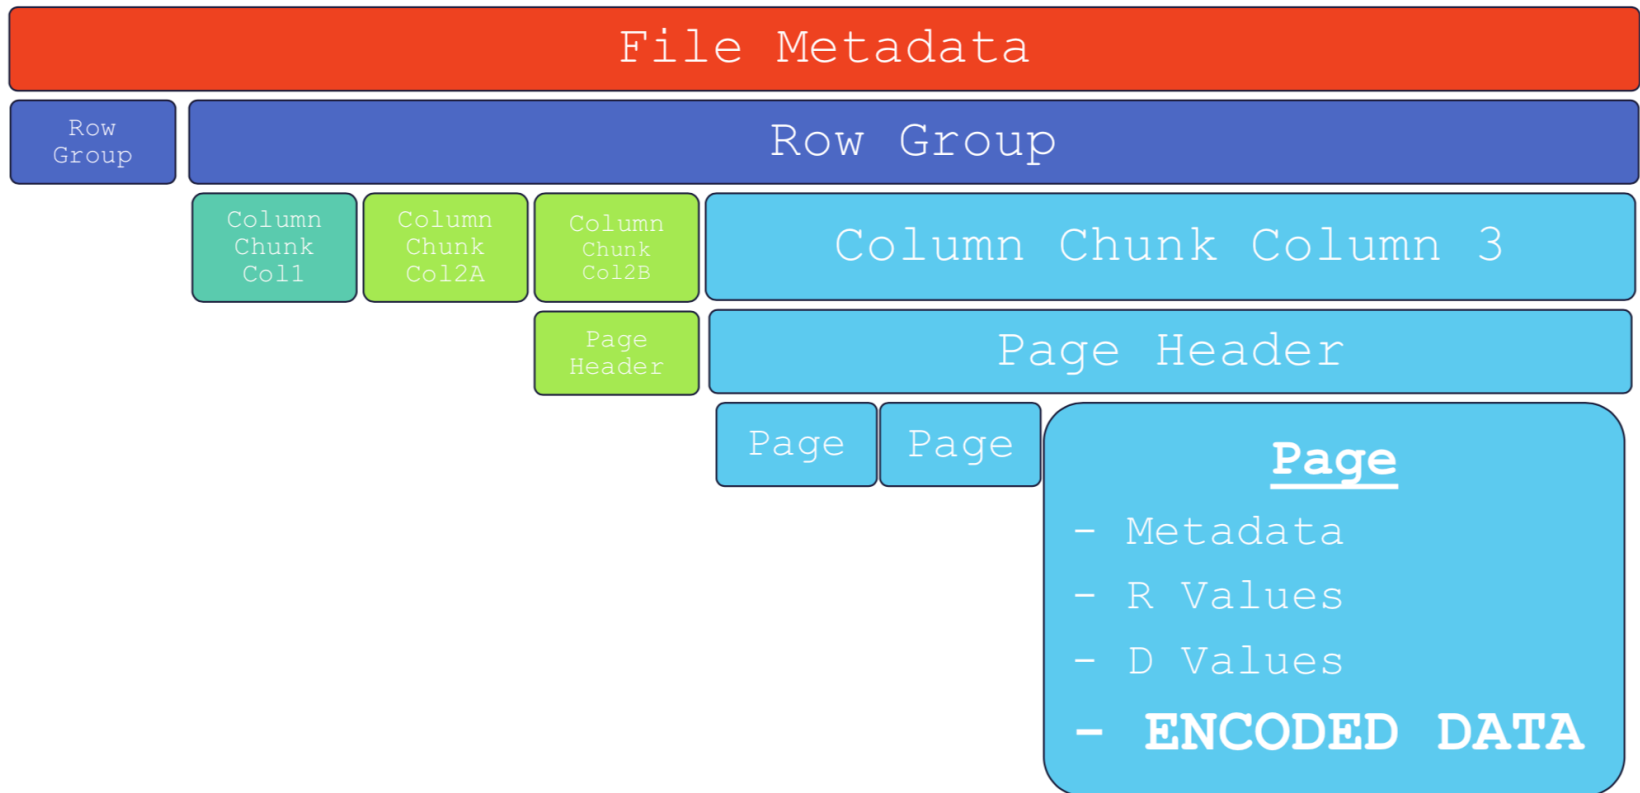 File Metadata
Row
Group
Row Group
Column
Chunk
Col1
Column
Chunk
Col2A
Column
Chunk
Col2B
Column Chunk Column 3
Page
Header
Page Header
Page
Page
Page
- Metadata
- R Values
- D Values
- ENCODED DATA